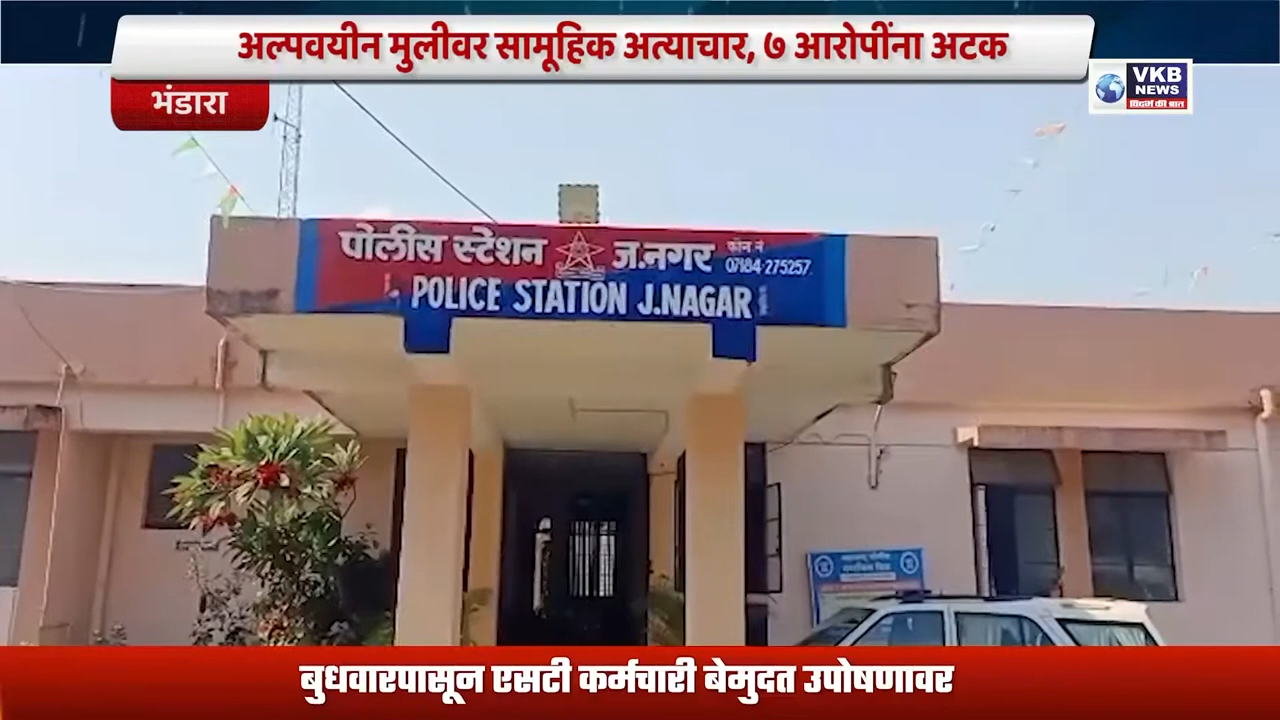 अल्पवयीन मुलीवर सामूहिक अत्याचार, ७ आरोपींना अटक
भंडारा
VKB
NEWS
विदर्भ की बात
पोलीस स्टेशन ज.नगर
फोन नं
07184-275257
POLICE STATION J.NAGAR
बुधवारपासून एसटी कर्मचारी बेमुदत उपोषणावर